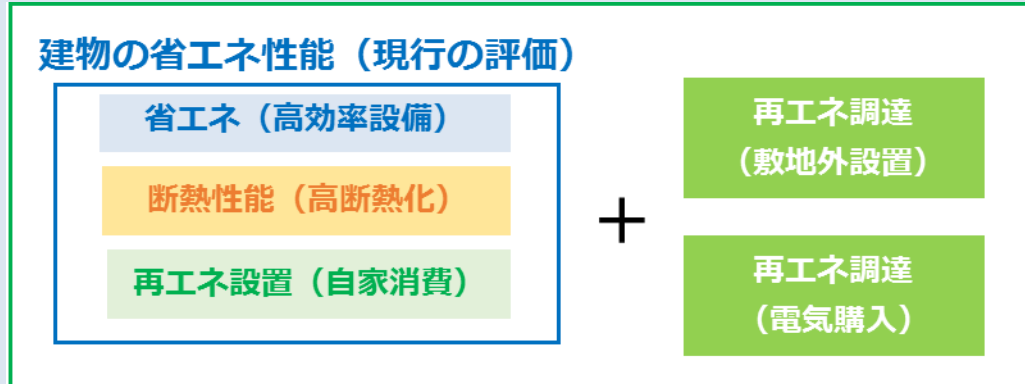 建物の省エネ性能（現行の評価）
省エネ（高効率設備）
断熱性能（高断熱化）
再エネ設置（自家消費）
＋
再エネ調達
（敷地外設置）
再エネ調達
（電気購入）